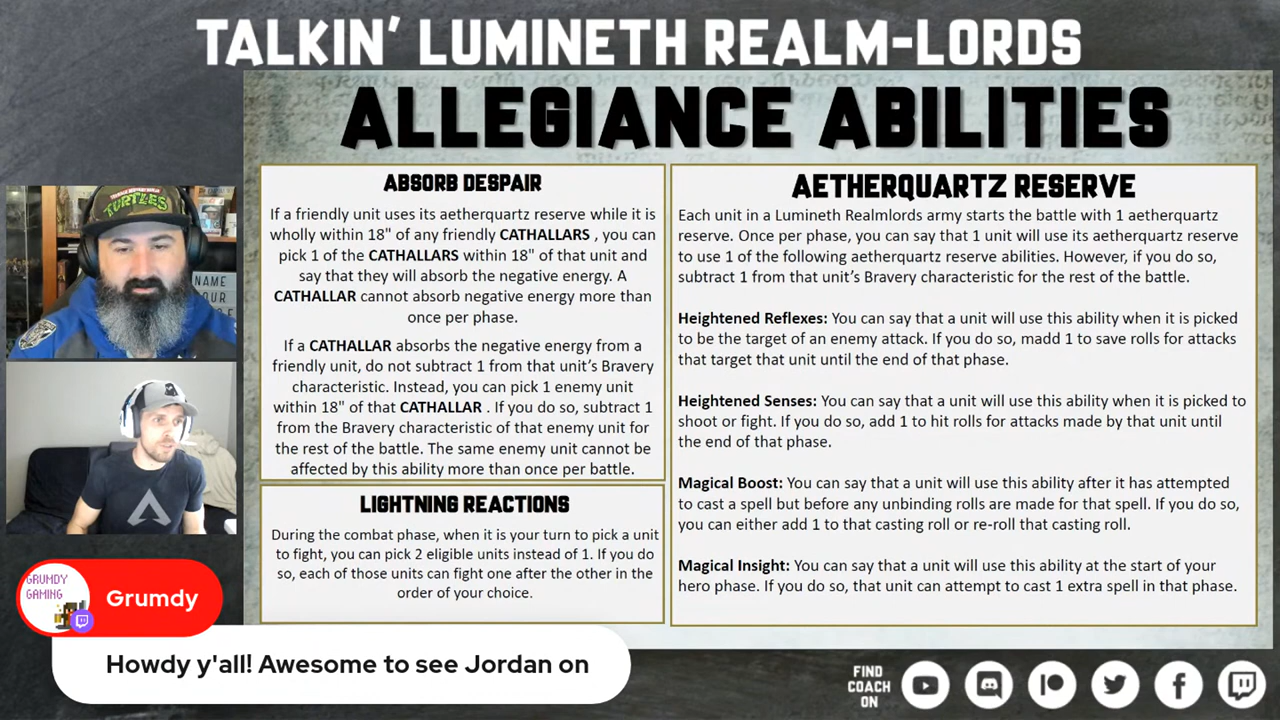 TALKIN' LUMINETH REALM-LORDS
ALLEGIANCE ABILITIES
ABSORB DESPAIR
If a friendly unit uses its aetherquartz reserve while it is
wholly within 18" of any friendly CATHALLARS , you can
pick 1 of the CATHALLARS within 18" of that unit and
say that they will absorb the negative energy. A
CATHALLAR cannot absorb negative energy more than
once per phase.
If a CATHALLAR absorbs the negative energy from a
friendly unit, do not subtract 1 from that unit's Bravery
characteristic. Instead, you can pick 1 enemy unit
within 18" of that CATHALLAR . If you do so, subtract 1
from the Bravery characteristic of that enemy unit for
the rest of the battle. The same enemy unit cannot be
affected by this ability more than once per battle.
LIGHTNING REACTIONS
During the combat phase, when it is your turn to pick a unit
to fight, you can pick 2 eligible units instead of 1. If you do
so, each of those units can fight one after the other in the
order of your choice.
AETHERQUARTZ RESERVE
Each unit in a Lumineth Realmlords army starts the battle with 1 aetherquartz
reserve. Once per phase, you can say that 1 unit will use its aetherquartz reserve
to use 1 of the following aetherquartz reserve abilities. However, if you do so,
subtract 1 from that unit's Bravery characteristic for the rest of the battle.
Heightened Reflexes: You can say that a unit will use this ability when it is picked
to be the target of an enemy attack. If you do so, madd 1 to save rolls for attacks
that target that unit until the end of that phase.
Heightened Senses: You can say that a unit will use this ability when it is picked to
shoot or fight. If you do so, add 1 to hit rolls for attacks made by that unit until
the end of that phase.
Magical Boost: You can say that a unit will use this ability after it has attempted
to cast a spell but before any unbinding rolls are made for that spell. If you do so,
you can either add 1 to that casting roll or re-roll that casting roll.
Magical Insight: You can say that a unit will use this ability at the start of your
hero phase. If you do so, that unit can attempt to cast 1 extra spell in that phase.
TURTLES
NAME
GRUMDY
GAMING
Grumdy
Howdy y'all! Awesome to see Jordan on
FIND
COACH
ON